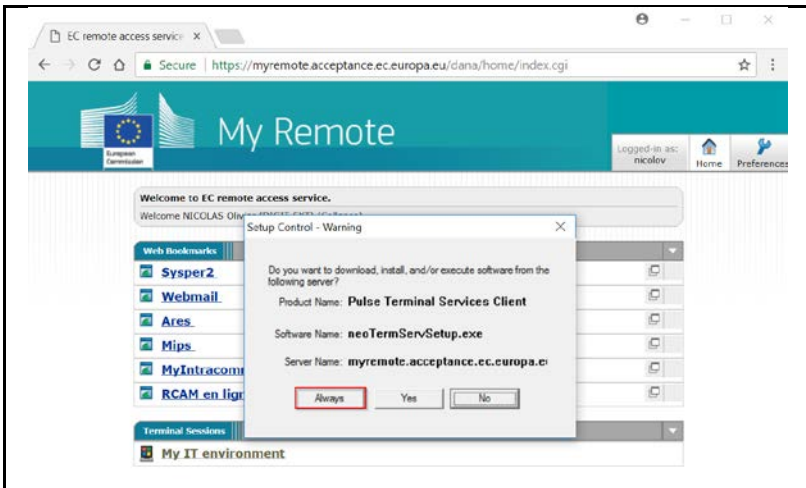 EC remote access servic
Secure https://myremote.acceptance.ec.europa.eu/dana/home/index.cgi
My Remote
European
Commission
Logged-in as:
nicolov
Home
Preferences
Welcome to EC remote access service.
Welcome NICOLAS
Setup Control - Warning
Web Bookmarks
Sysper2
Webmail
Ares
Mips
MyIntracom
RCAM en lig
Do you want to download, install, and/or execute software from the
following server?
Product Name: Pulse Terminal Services Client
Software Name: neoTermServSetup.exe
Server Name: myremote.acceptance.ec.europa.e
Always Yes No
Terminal Sessions
My IT environment